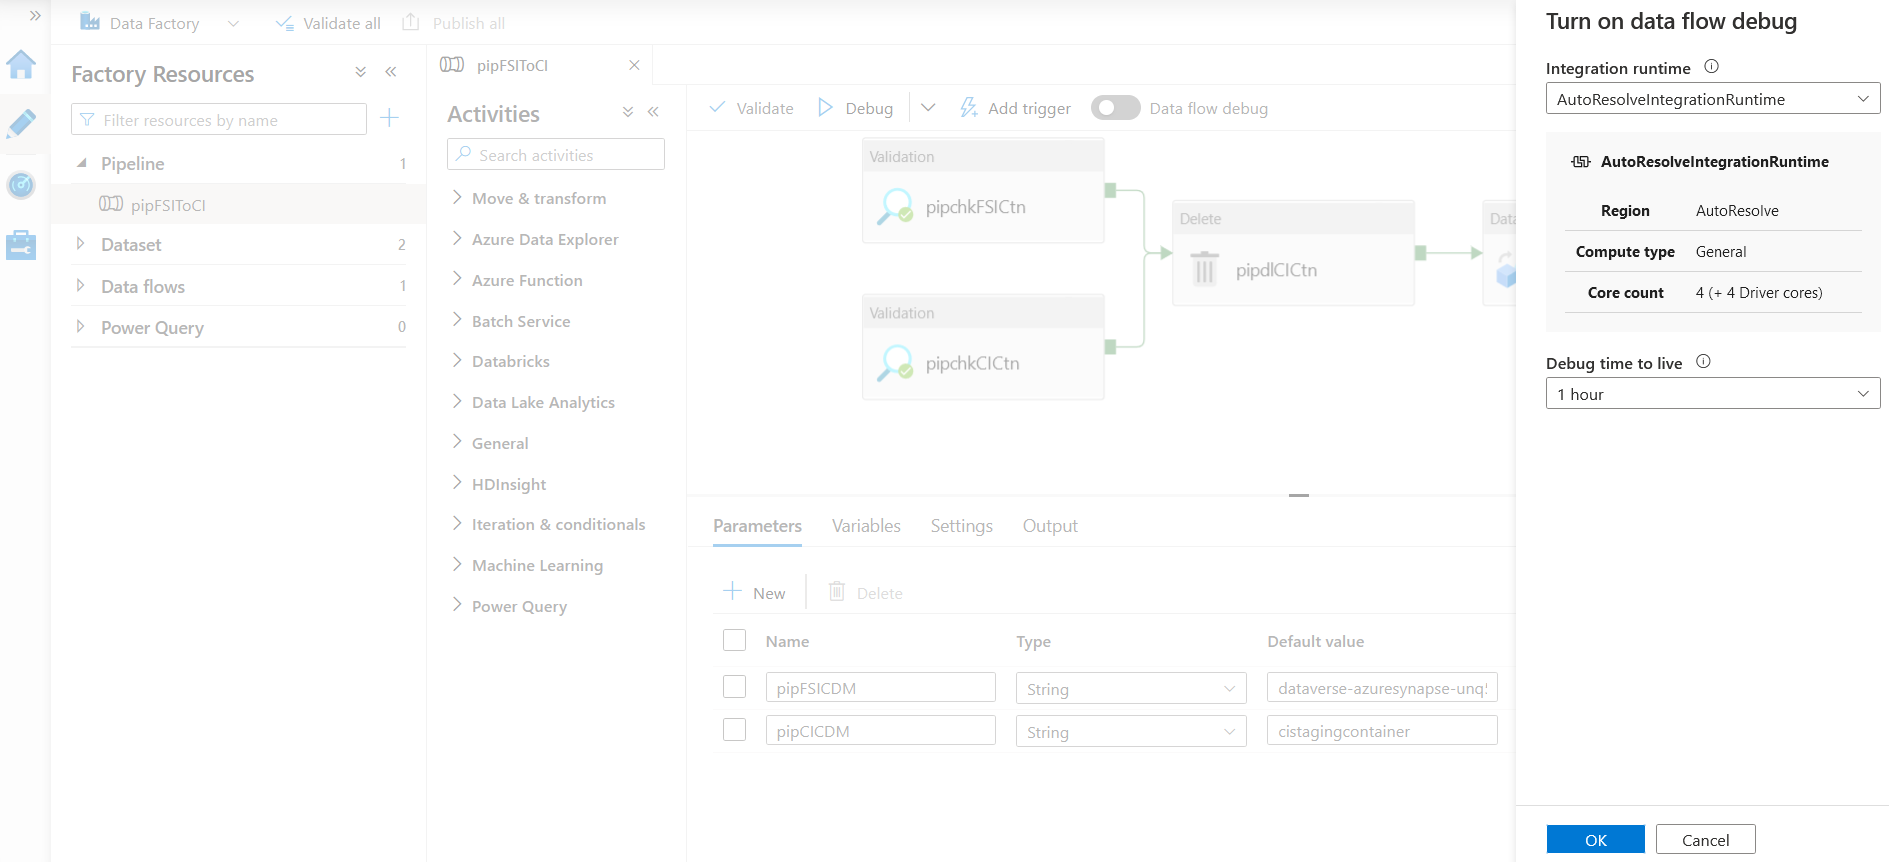 Data Factory
Validate all
Publish all
Factory Resources
Filter resources by name
Pipeline 1
pipFSIToCI
Dataset 2
Data flows 1
Power Query 0
pipFSIToCI
Activities
Search activities
Move & transform
Azure Data Explorer
Azure Function
Batch Service
Databricks
Data Lake Analytics
General
HDInsight
Iteration & conditionals
Machine Learning
Power Query
Validate
Debug
Add trigger
Data flow debug
Validation
pipchkFSICtn
Validation
pipchkCICtn
Delete
pipdlCICtn
Data
Parameters Variables Settings Output
New Delete
Name Type Default value
pipFSICDM String dataverse-azuresynapse-unq
pipCICDM String cistagingcontainer
Turn on data flow debug
Integration runtime
AutoResolveIntegrationRuntime
AutoResolveIntegrationRuntime
Region AutoResolve
Compute type General
Core count 4 (+ 4 Driver cores)
Debug time to live
1 hour
OK Cancel